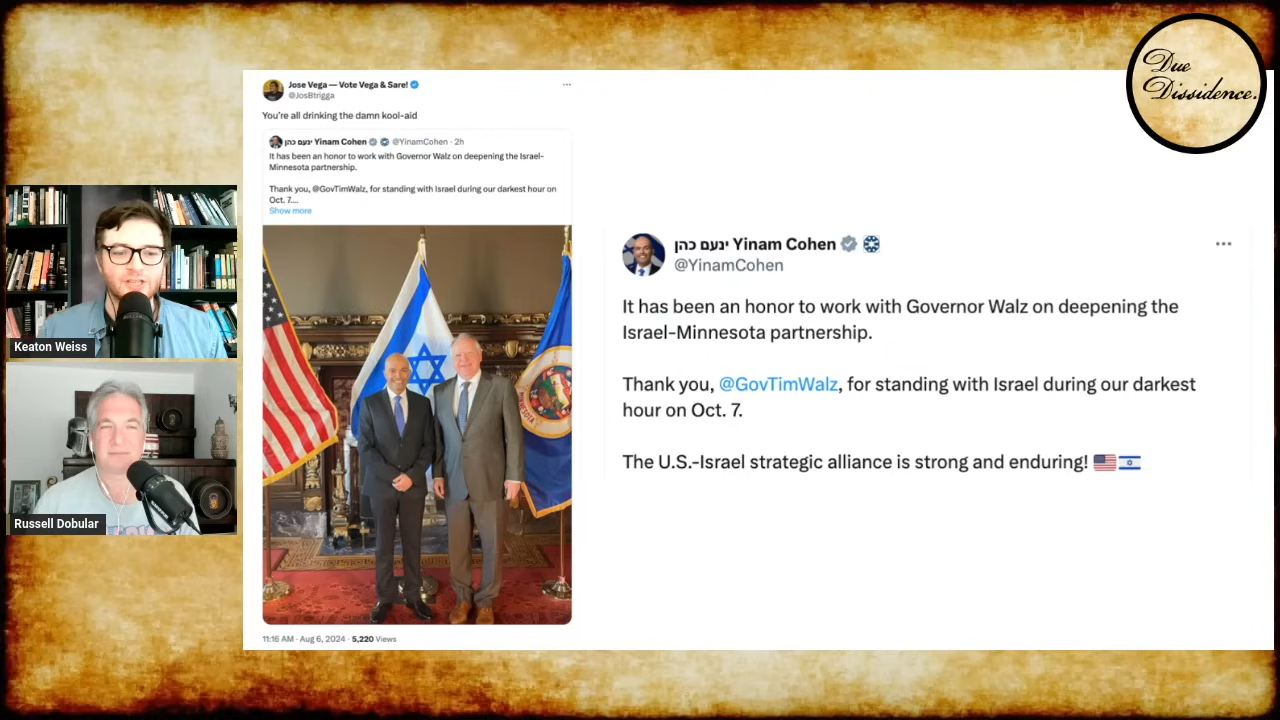 Due
Dissidence.
Jose Vega — Vote Vega & Sare!
@JosBtrigga
You're all drinking the damn kool-aid
ינעם כהן Yinam Cohen @YinamCohen · 2h
It has been an honor to work with Governor Walz on deepening the Israel-
Minnesota partnership.
Thank you, @GovTimWalz, for standing with Israel during our darkest hour on
Oct. 7....
Show more
11:16 AM · Aug 6, 2024 · 5,220 Views
ינעם כהן Yinam Cohen
@YinamCohen
It has been an honor to work with Governor Walz on deepening the
Israel–Minnesota partnership.
Thank you, @GovTimWalz, for standing with Israel during our darkest
hour on Oct. 7.
The U.S.-Israel strategic alliance is strong and enduring! 🇺🇸🇮🇱
Keaton Weiss
Russell Dobular